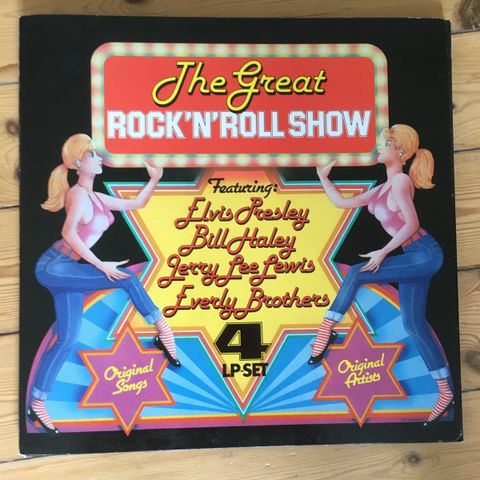 The Great
ROCK'N'ROLL SHOW
Featuring:
Elvis Presley
Bill Haley
Jerry Lee Lewis
Everly Brothers
4
LP-SET
Original
Songs
Original
Artists